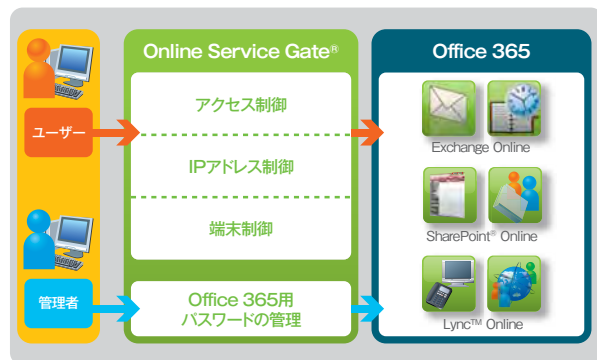 Online Service Gate®
Office 365
ユーザー
アクセス制御
IPアドレス制御
端末制御
管理者
Office 365用
パスワードの管理
Exchange Online
SharePoint® Online
Lync™ Online